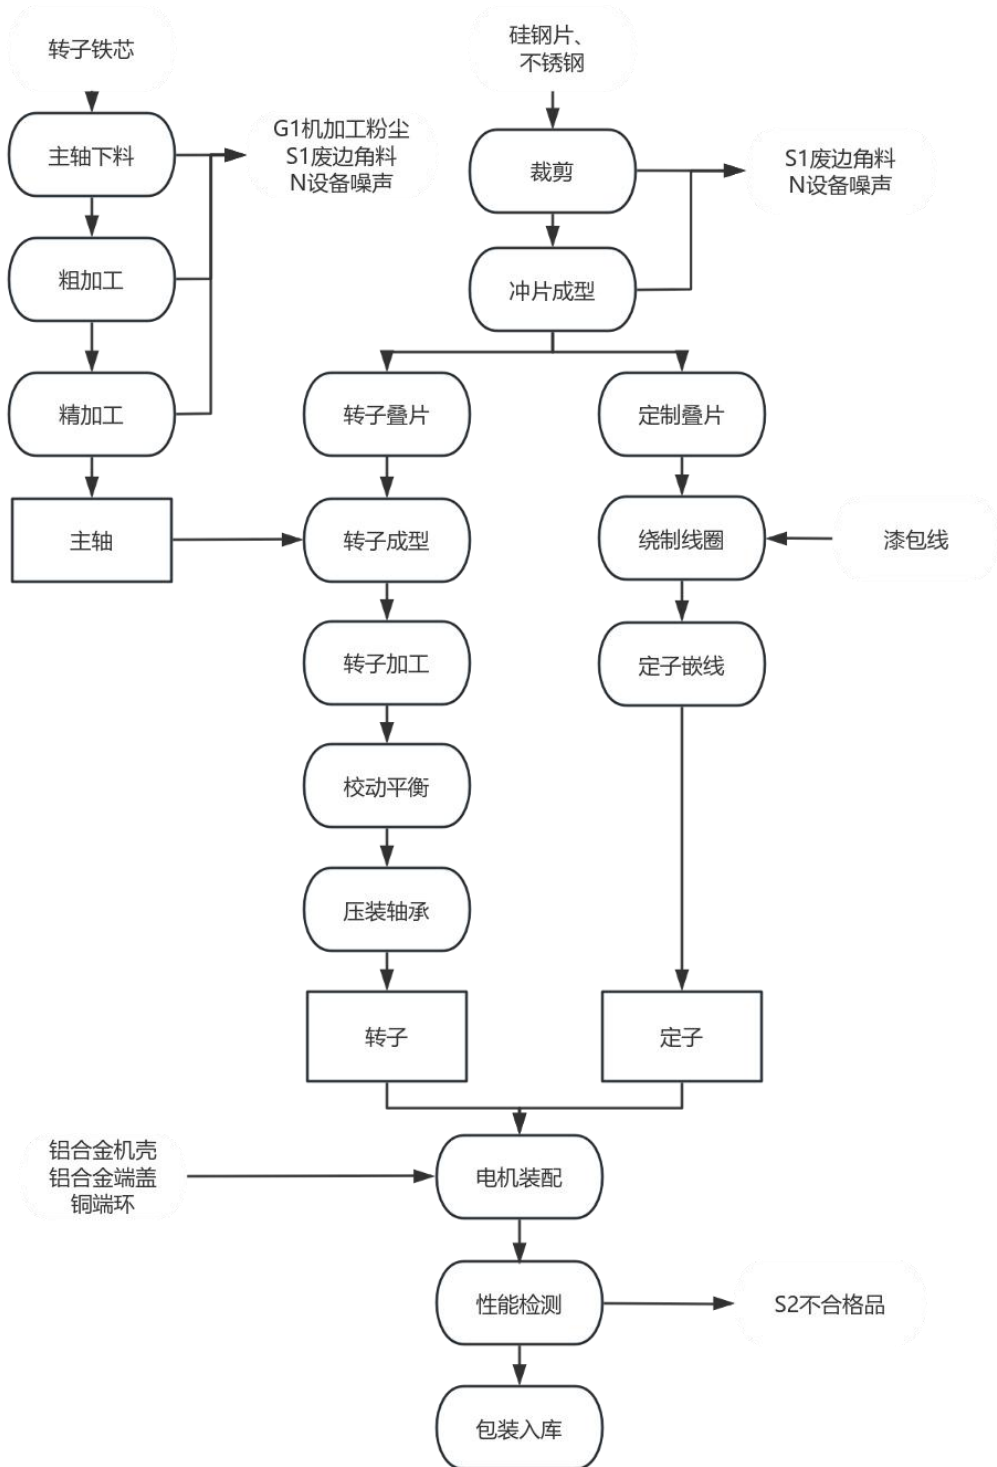 转子铁芯
硅钢片、
不锈钢
主轴下料
G1机加工粉尘
S1废边角料
N设备噪声
裁剪
S1废边角料
N设备噪声
粗加工
冲片成型
精加工
转子叠片
定制叠片
主轴
转子成型
绕制线圈
漆包线
转子加工
定子嵌线
校动平衡
压装轴承
转子
定子
铝合金机壳
铝合金端盖
铜端环
电机装配
性能检测
S2不合格品
包装入库